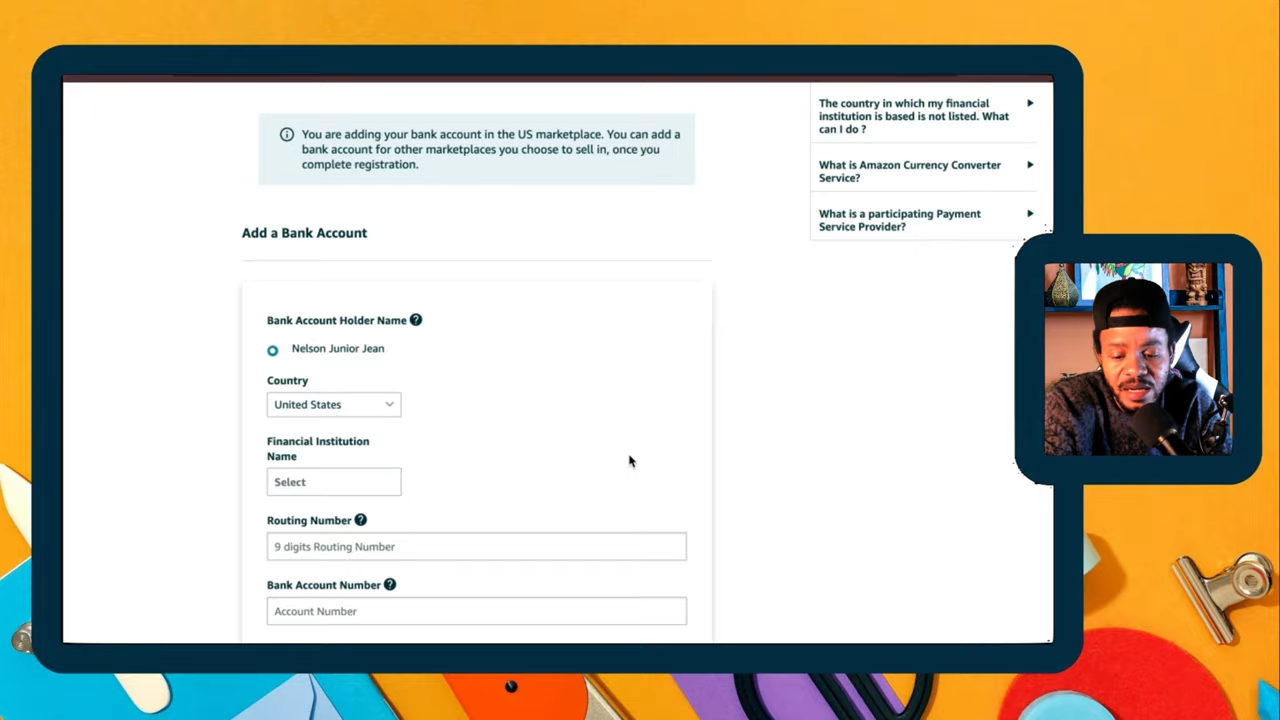 You are adding your bank account in the US marketplace. You can add a
bank account for other marketplaces you choose to sell in, once you
complete registration.
Add a Bank Account
Bank Account Holder Name
Nelson Junior Jean
Country
United States
Financial Institution
Name
Select
Routing Number
9 digits Routing Number
Bank Account Number
Account Number
The country in which my financial
institution is based is not listed. What
can I do ?
What is Amazon Currency Converter
Service?
What is a participating Payment
Service Provider?